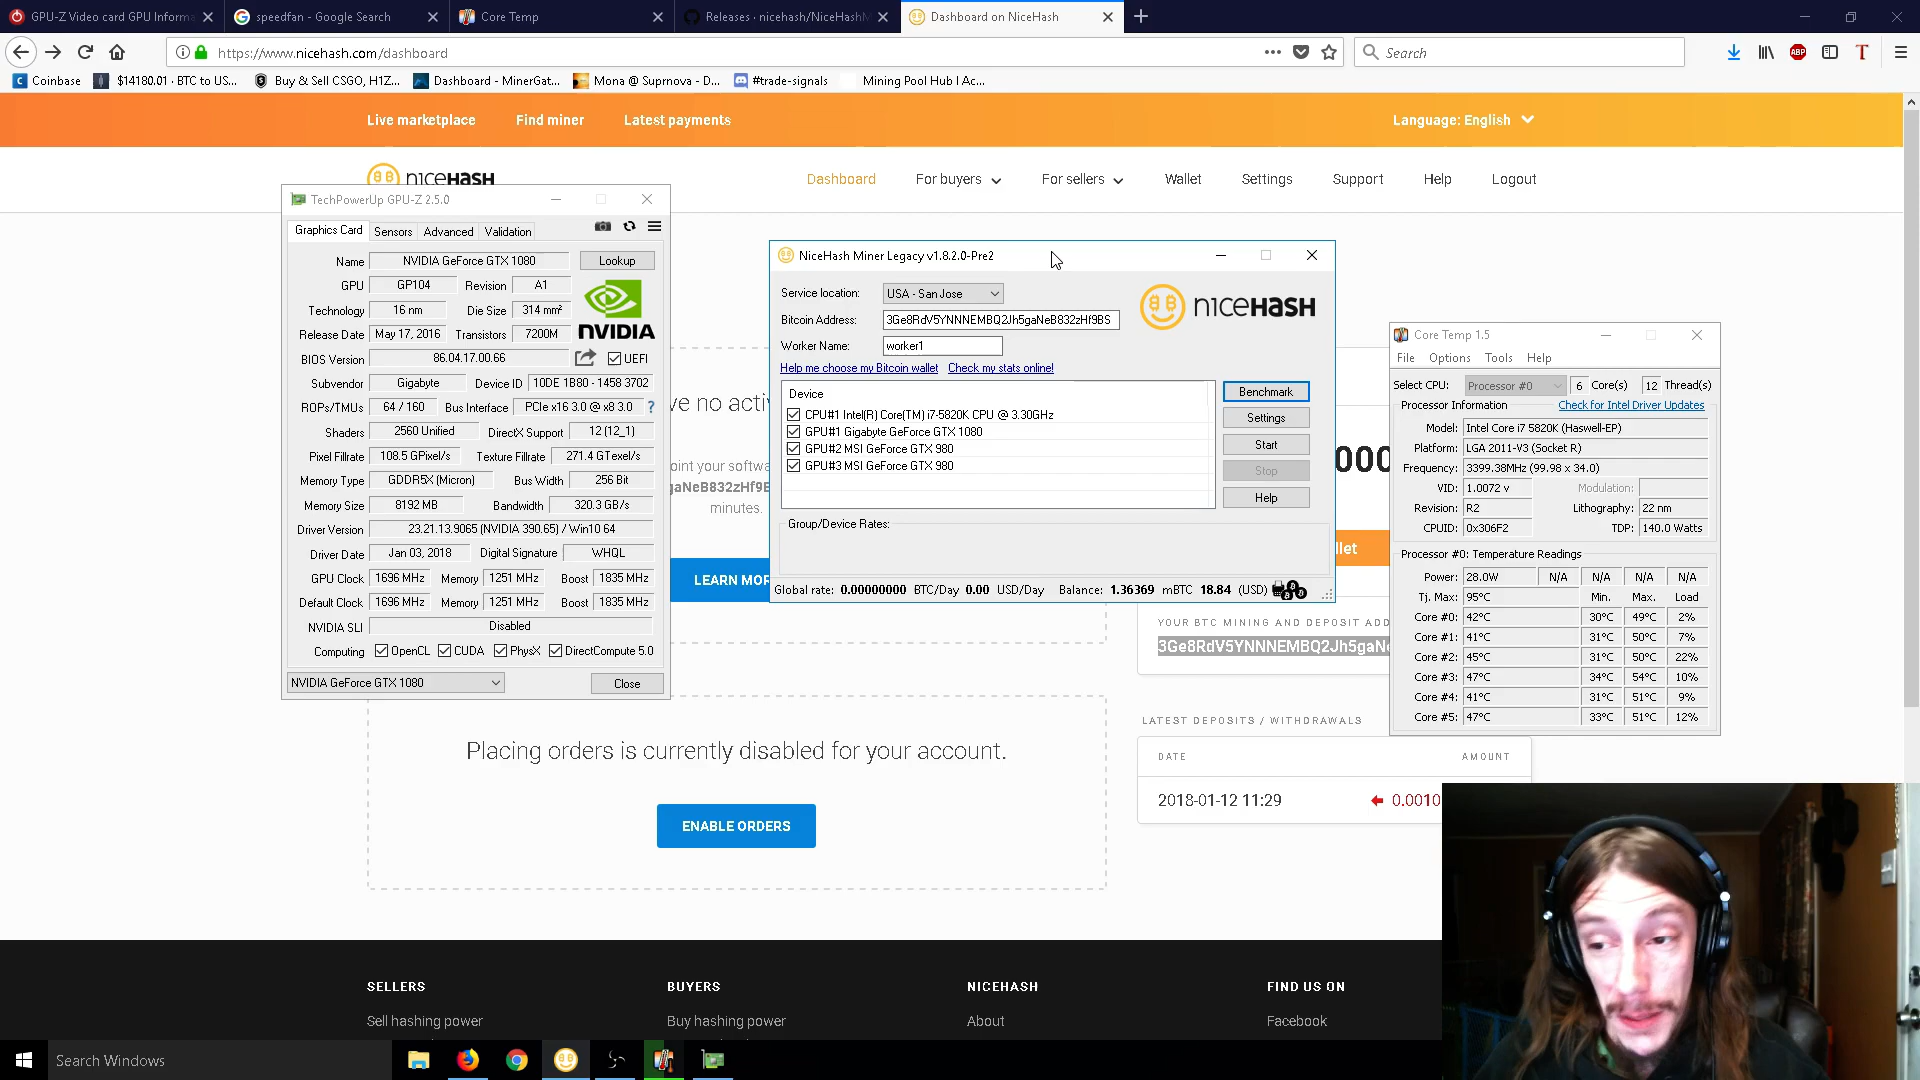 GPU-Z Video card GPU Informa
speedfan - Google Search
Core Temp
Releases · nicehash/NiceHashM
Dashboard on NiceHash
https://www.nicehash.com/dashboard
Search
Coinbase
$14180.01 · BTC to US...
Buy & Sell CSGO, H1Z...
Dashboard - MinerGat...
Mona @ Suprnova - D...
#trade-signals
Mining Pool Hub I Ac...
ABP
Live marketplace
Find miner
Latest payments
Language: English
NICEHASH
Dashboard
For buyers
For sellers
Wallet
Settings
Support
Help
Logout
TechPowerUp GPU-Z 2.5.0
Graphics Card
Sensors
Advanced
Validation
Name NVIDIA GeForce GTX 1080 Lookup
GPU GP104 Revision A1
Technology 16 nm Die Size 314 mm²
Release Date May 17, 2016 Transistors 7200M
NVIDIA
BIOS Version 86.04.17.00.66 UEFI
Subvendor Gigabyte Device ID 10DE 1B80 - 1458 3702
ROPs/TMUs 64 / 160 Bus Interface PCIe x16 3.0 @ x8 3.0 ?
Shaders 2560 Unified DirectX Support 12 (12_1)
Pixel Fillrate 108.5 GPixel/s Texture Fillrate 271.4 GTexel/s
Memory Type GDDR5X (Micron) Bus Width 256 Bit
Memory Size 8192 MB Bandwidth 320.3 GB/s
Driver Version 23.21.13.9065 (NVIDIA 390.65) / Win10 64
Driver Date Jan 03, 2018 Digital Signature WHQL
GPU Clock 1696 MHz Memory 1251 MHz Boost 1835 MHz
Default Clock 1696 MHz Memory 1251 MHz Boost 1835 MHz
NVIDIA SLI Disabled
Computing OpenCL CUDA PhysX DirectCompute 5.0
NVIDIA GeForce GTX 1080 Close
NiceHash Miner Legacy v1.8.2.0-Pre2
Service location: USA - San Jose
Bitcoin Address: 3Ge8RdV5YNNNEMBQ2Jh5gaNeB832zHf9BS
Worker Name: worker1
NICEHASH
Help me choose my Bitcoin wallet Check my stats online!
Device
CPU#1 Intel(R) Core(TM) i7-5820K CPU @ 3.30GHz
GPU#1 Gigabyte GeForce GTX 1080
GPU#2 MSI GeForce GTX 980
GPU#3 MSI GeForce GTX 980
Benchmark
Settings
Start
Stop
Help
Group/Device Rates:
Global rate: 0.00000000 BTC/Day 0.00 USD/Day Balance: 1.36369 mBTC 18.84 (USD)
Core Temp 1.5
File Options Tools Help
Select CPU: Processor #0 6 Core(s) 12 Thread(s)
Processor Information Check for Intel Driver Updates
Model: Intel Core i7 5820K (Haswell-EP)
Platform: LGA 2011-V3 (Socket R)
Frequency: 3399.38MHz (99.98 x 34.0)
VID: 1.0072 v Modulation:
Revision: R2 Lithography: 22 nm
CPUID: 0x306F2 TDP: 140.0 Watts
Processor #0: Temperature Readings
Power: 28.0W N/A N/A N/A N/A
Tj. Max: 95°C Min. Max. Load
Core #0: 42°C 30°C 49°C 2%
Core #1: 41°C 31°C 50°C 7%
Core #2: 45°C 31°C 50°C 22%
Core #3: 47°C 34°C 54°C 10%
Core #4: 41°C 31°C 51°C 9%
Core #5: 47°C 33°C 51°C 12%
ve no activ
oint your softwa
gaNeB832zHf9B
minutes.
LEARN MOR
000
llet
YOUR BTC MINING AND DEPOSIT ADD
3Ge8RdV5YNNNEMBQ2Jh5gaN
Placing orders is currently disabled for your account.
ENABLE ORDERS
LATEST DEPOSITS / WITHDRAWALS
DATE AMOUNT
2018-01-12 11:29 0.0010
SELLERS
BUYERS
NICEHASH
FIND US ON
Sell hashing power
Buy hashing power
About
Facebook
Search Windows